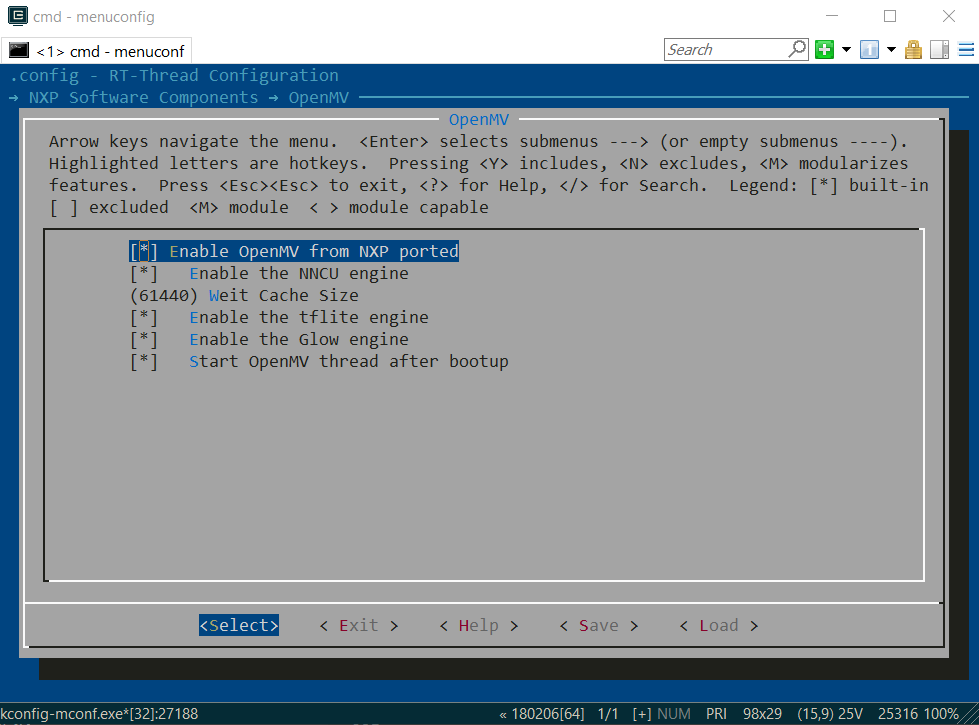 cmd - menuconfig
<1> cmd - menuconf
Search
1
.config - RT-Thread Configuration
→ NXP Software Components → OpenMV
OpenMV
Arrow keys navigate the menu. <Enter> selects submenus ---> (or empty submenus ----).
Highlighted letters are hotkeys. Pressing <Y> includes, <N> excludes, <M> modularizes
features. Press <Esc><Esc> to exit, <?> for Help, </> for Search. Legend: [*] built-in
[ ] excluded <M> module < > module capable
[*] Enable OpenMV from NXP ported
[*] Enable the NNCU engine
(61440) Weit Cache Size
[*] Enable the tflite engine
[*] Enable the Glow engine
[*] Start OpenMV thread after bootup
<Select> < Exit > < Help > < Save > < Load >
kconfig-mconf.exe*[32]:27188 « 180206[64] 1/1 [+] NUM PRI 98x29 (15,9) 25V 25316 100%